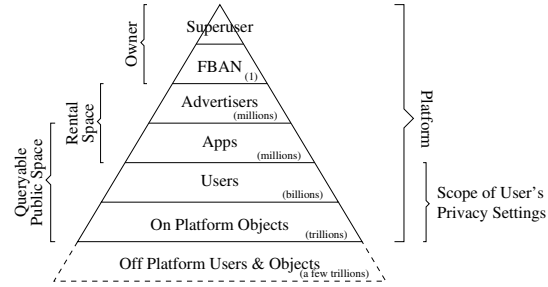 Superuser
FBAN
(1)
Advertisers
(millions)
Apps
(millions)
Users
(billions)
On Platform Objects
(trillions)
Off Platform Users & Objects
(a few trillions)
Owner
Rental
Space
Queryable
Public Space
Platform
Scope of User's
Privacy Settings